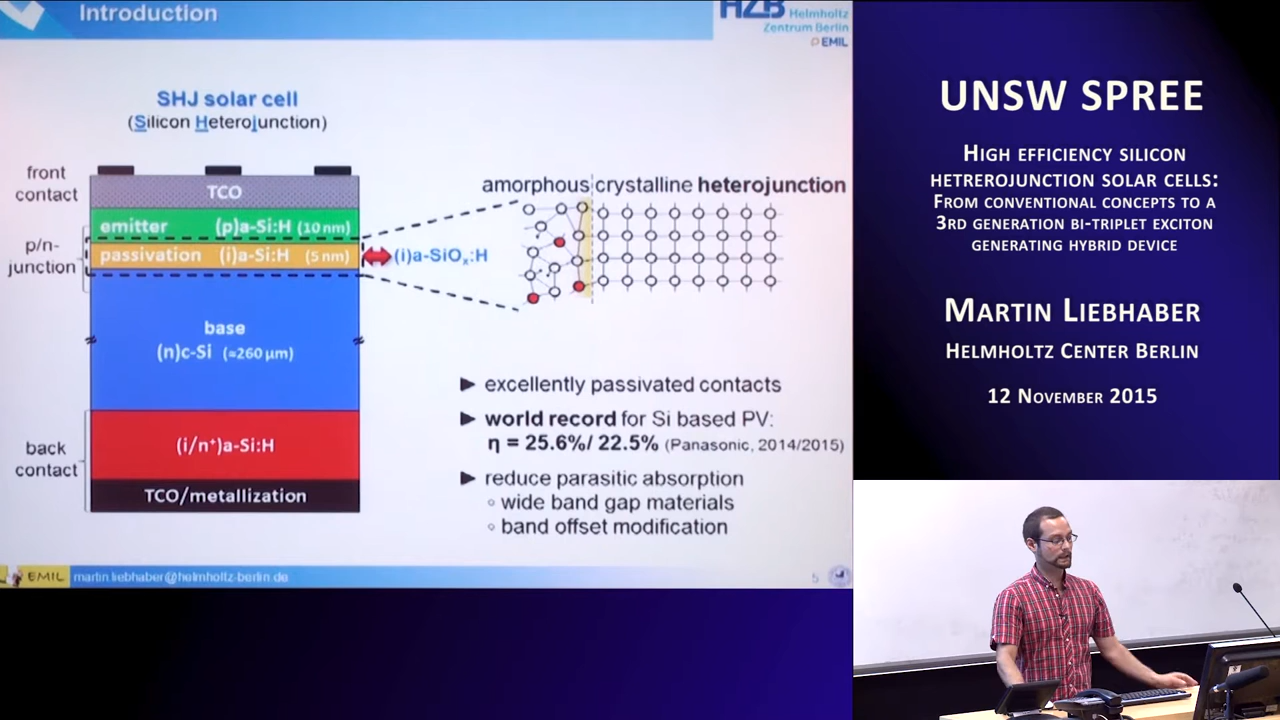 Introduction
HZB Helmholtz
Zentrum Berlin
EMIL
SHJ solar cell
(Silicon Heterojunction)
front
contact
TCO
emitter (p)a-Si:H (10 nm)
p/n-
junction
passivation (i)a-Si:H (5 nm)
(i)a-SiOₓ:H
base
(n)c-Si (≈260 µm)
back
contact
(i/n⁺)a-Si:H
TCO/metallization
amorphous crystalline heterojunction
► excellently passivated contacts
► world record for Si based PV:
η = 25.6%/ 22.5% (Panasonic, 2014/2015)
► reduce parasitic absorption
◦ wide band gap materials
◦ band offset modification
EMIL martin.liebhaber@helmholtz-berlin.de 5
UNSW SPREE
High efficiency silicon
hetrerojunction solar cells:
From conventional concepts to a
3rd generation bi-triplet exciton
generating hybrid device
Martin Liebhaber
Helmholtz Center Berlin
12 November 2015